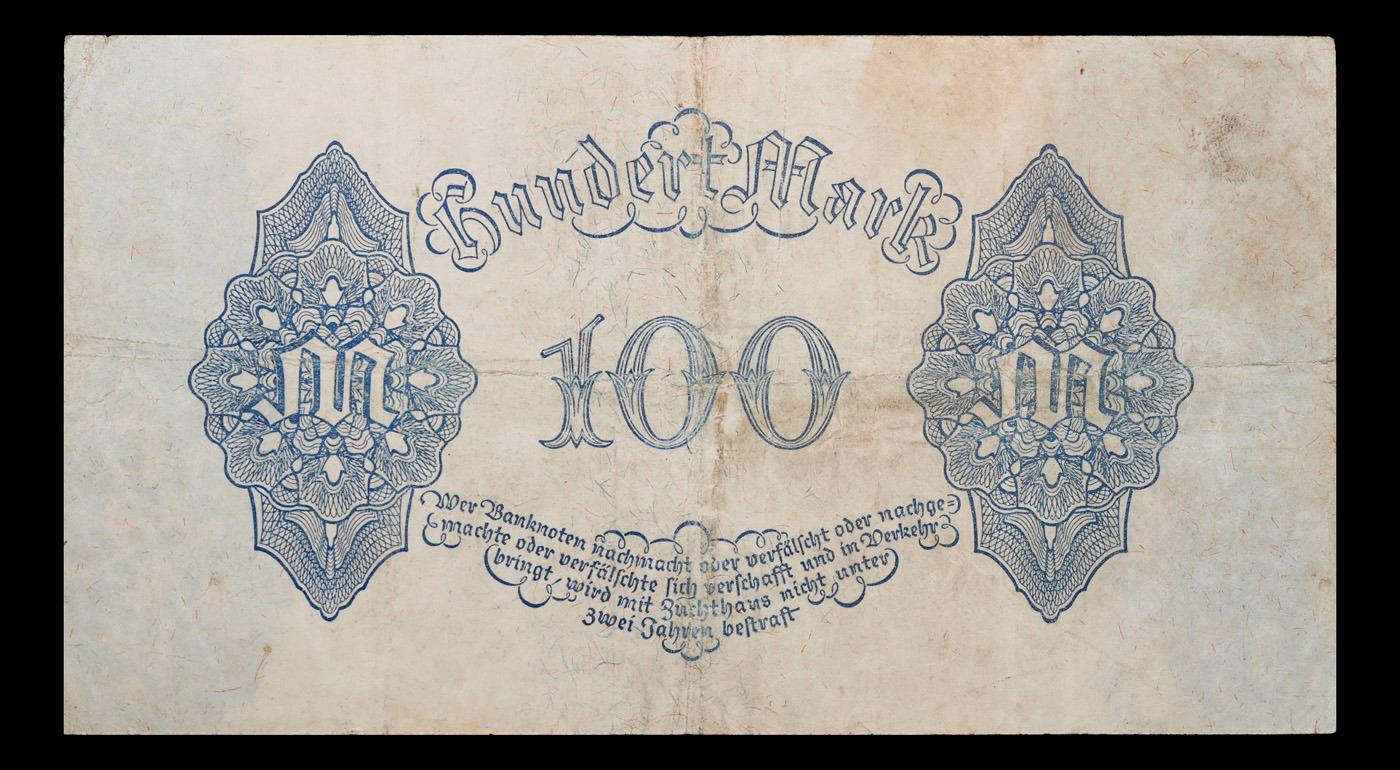 Hundert Mark
M
100
M
Wer Banknoten nachmacht oder verfälscht oder nachge=
machte oder verfälschte sich verschafft und in Verkehr
bringt, wird mit Zuchthaus nicht unter
zwei Jahren bestraft